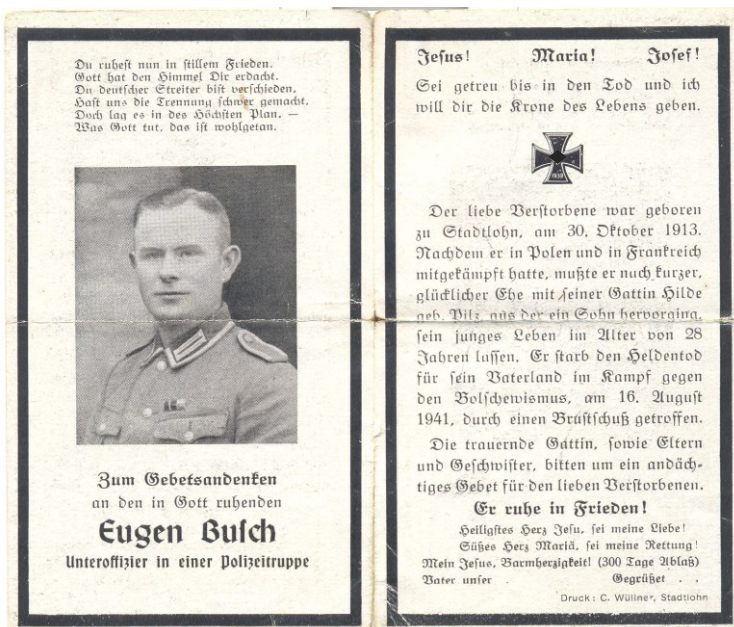 Du ruhest nun in stillem Frieden.
Gott hat den Himmel Dir erdacht.
Du deutscher Streiter bist verschieden,
Hast uns die Trennung schwer gemacht.
Doch lag es in des Höchsten Plan. —
Was Gott tut, das ist wohlgetan.
Zum Gebetsandenken
an den in Gott ruhenden
Eugen Busch
Unteroffizier in einer Polizeitruppe
Jesus! Maria! Josef!
Sei getreu bis in den Tod und ich
will dir die Krone des Lebens geben.
1939
Der liebe Verstorbene war geboren
zu Stadtlohn, am 30. Oktober 1913.
Nachdem er in Polen und in Frankreich
mitgekämpft hatte, mußte er nach kurzer,
glücklicher Ehe mit seiner Gattin Hilde
geb. Pilz, aus der ein Sohn hervorging,
sein junges Leben im Alter von 28
Jahren lassen. Er starb den Heldentod
für sein Vaterland im Kampf gegen
den Bolschewismus, am 16. August
1941, durch einen Brustschuß getroffen.
Die trauernde Gattin, sowie Eltern
und Geschwister, bitten um ein andäch-
tiges Gebet für den lieben Verstorbenen.
Er ruhe in Frieden!
Heiligstes Herz Jesu, sei meine Liebe!
Süßes Herz Mariä, sei meine Rettung!
Mein Jesus, Barmherzigkeit! (300 Tage Ablaß)
Vater unser . Gegrüßet . .
Druck: C. Wüllner, Stadtlohn